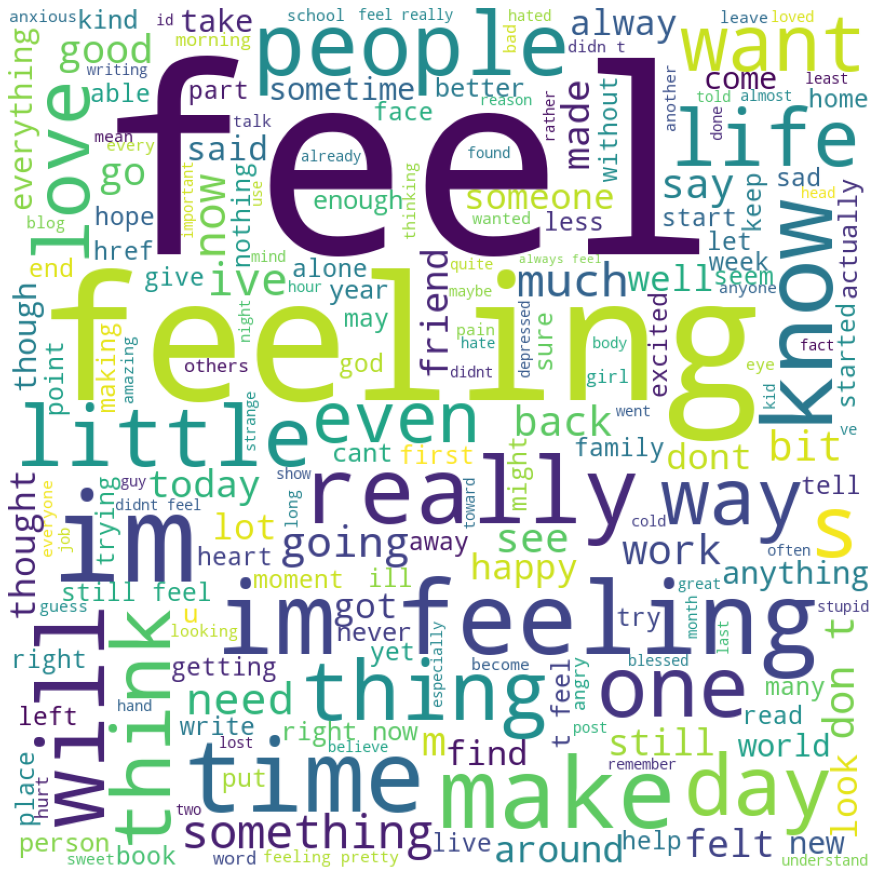 feel
feeling
people
want
life
know
love
im
im feeling
really
way
one
thing
time
make
day
will
think
little
even
something
anxious
kind
id
take
school
feel really
hated
alway
leave
loved
good
morning
didn t
bad
writing
able
part
sometime
better
another
come
least
everything
mean
every
talk
face
reason
rather
made
without
told
almost
home
done
go
said
already
found
say
keep
sad
head
blog
hope
now
nothing
important
use
enough
thinking
someone
wanted
less
start
let
href
mind
always feel
week
actually
end
give
ive
alone
hour
year
quite
much
well
seem
anyone
though
point
making
amazing
night
may
friend
maybe
pain
hate
depressed
sure
body
excited
fact
started
others
god
didnt
girl
eye
kid
strange
back
went
ve
cant
first
might
family
dont
bit
thought
guy
today
show
long
toward
tell
didnt feel
trying
lot
going
away
see
cold
work
s
everyone
job
heart
often
still feel
moment
ill
happy
anything
guess
u
looking
got
never
try
great
month
stupid
right
getting
yet
especially
become
t feel
angry
blessed
last
many
don t
left
hand
need
write
right now
post
read
place
hurt
lost
believe
m
find
still
world
look
put
remember
person
sweet
book
two
word
feeling pretty
live
around
help
felt
new
understand